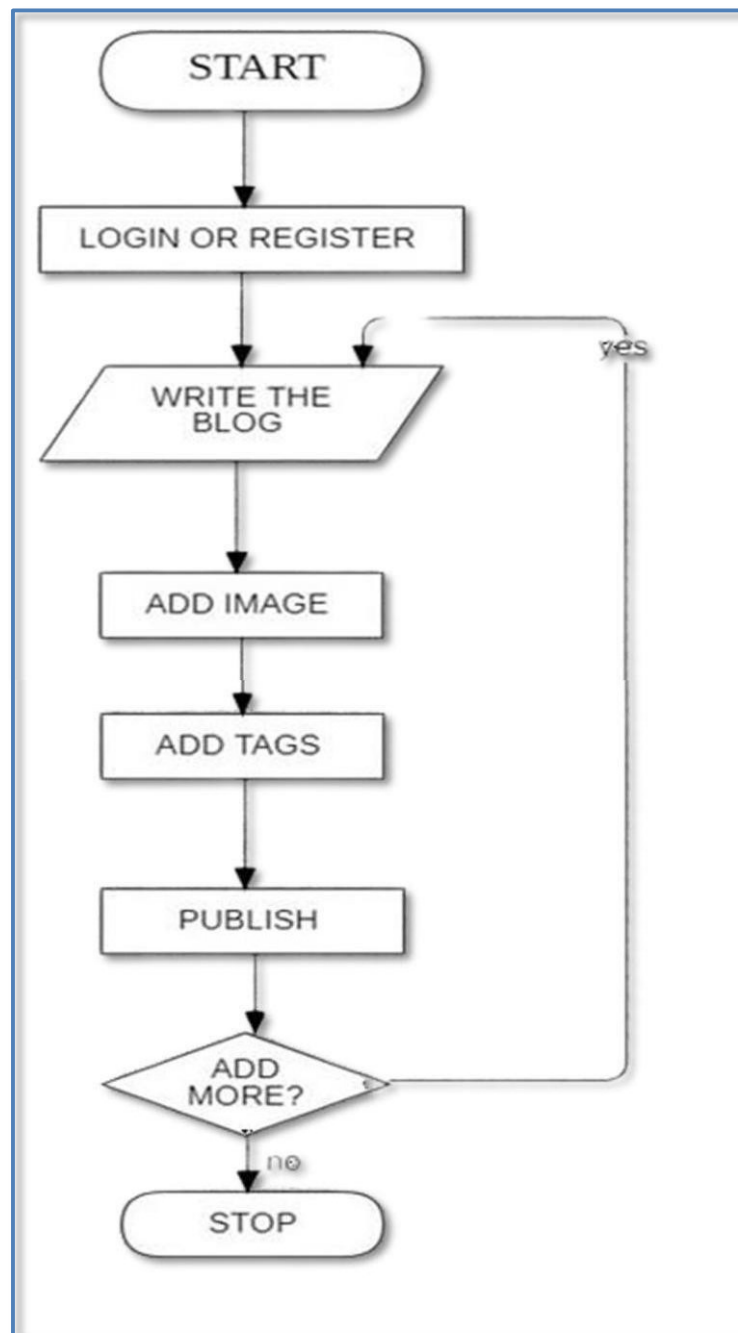 START
LOGIN OR REGISTER
yes
WRITE THE
BLOG
ADD IMAGE
ADD TAGS
PUBLISH
ADD
MORE?
no
STOP